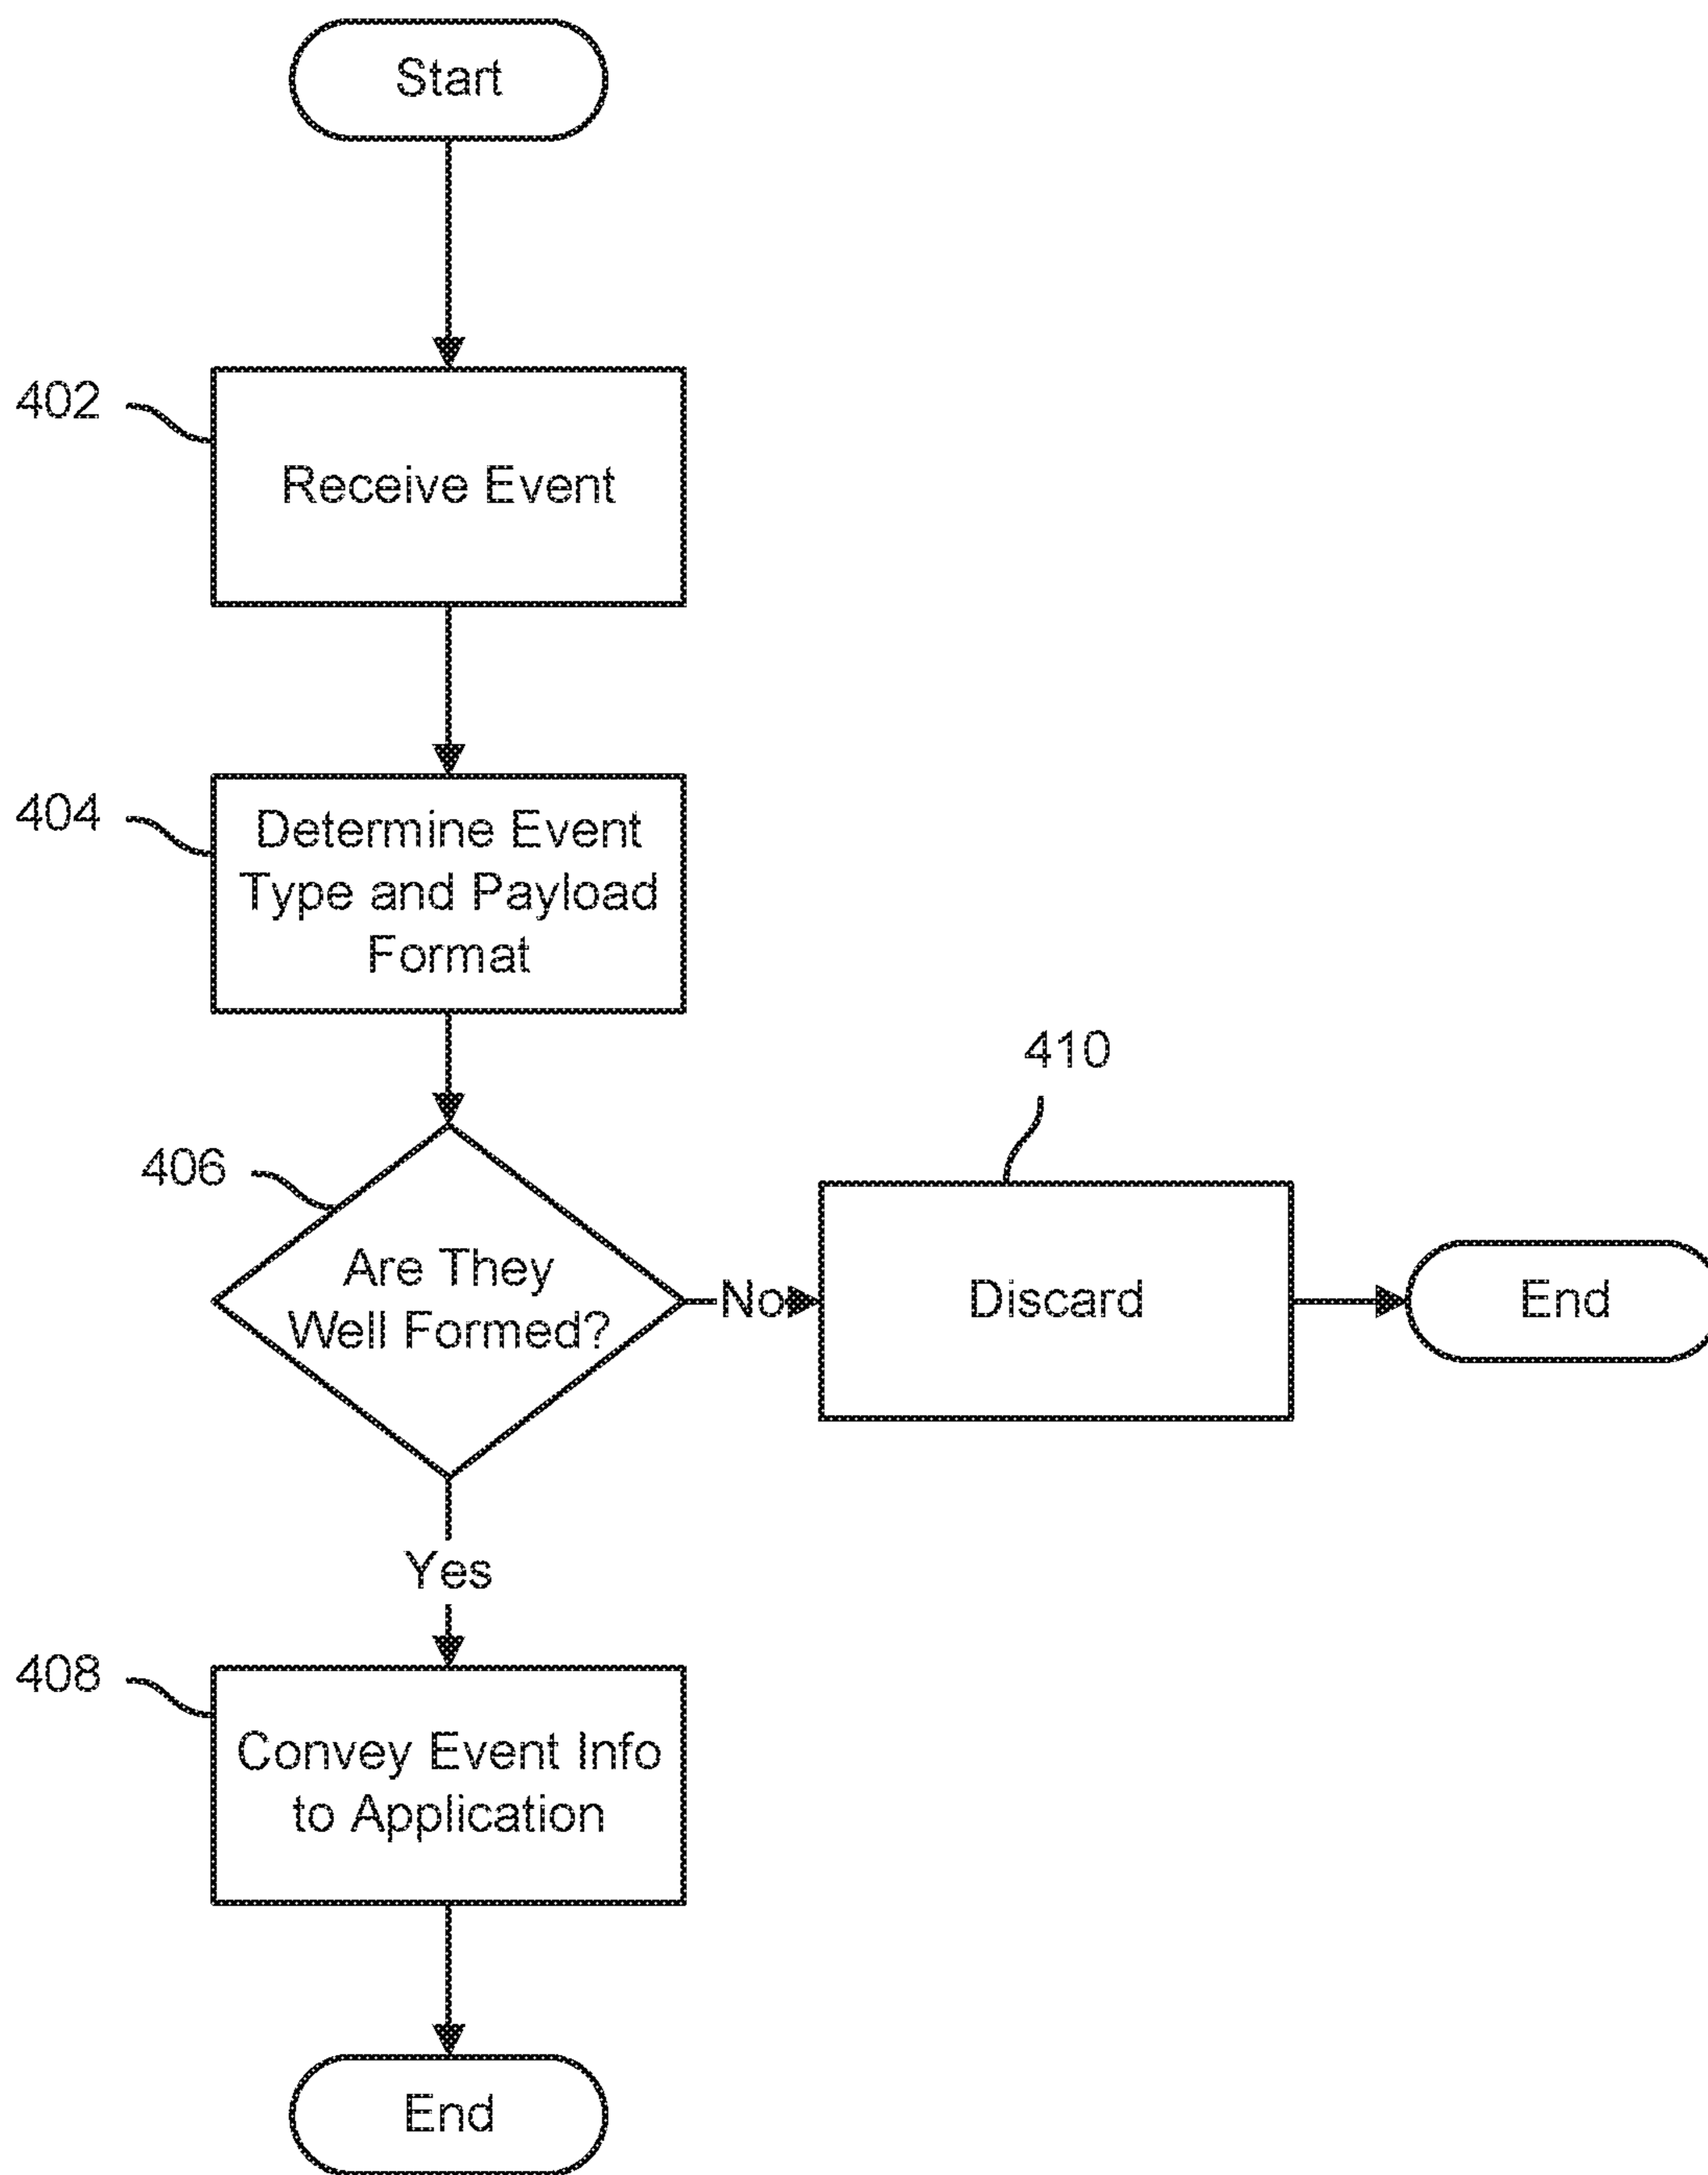 Start
402
Receive Event
404
Determine Event
Type and Payload
Format
410
406
Are They
Well Formed?
No
Discard
End
Yes
408
Convey Event Info
to Application
End